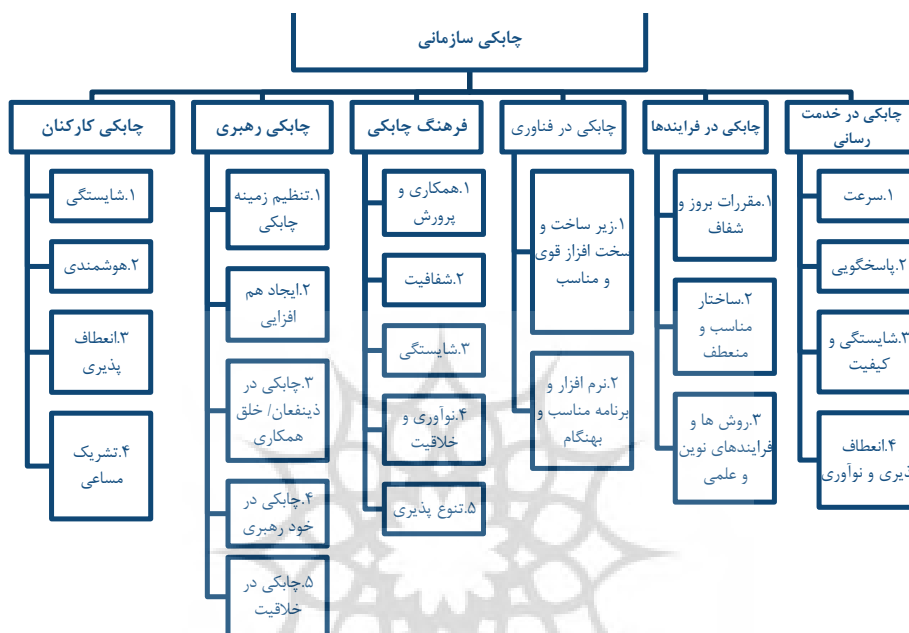 چابکی سازمانی
چابکی در خدمت
رسانی
۱.سرعت
۲.پاسخگویی
۳.شایستگی و
کیفیت
۴.انعطاف
پذیری و نوآوری
چابکی در فرایندها
۱.مقررات بروز و
شفاف
۲.ساختار
مناسب و
منعطف
۳.روش ها و
فرایندهای نوین
و علمی
چابکی در فناوری
۱.زیر ساخت و
سخت افزاز قوی
و مناسب
۲.نرم افزار و
برنامه مناسب و
بهنگام
فرهنگ چابکی
۱.همکاری و
پرورش
۲.شفافیت
۳.شایستگی
۴.نوآوری و
خلاقیت
۵.تنوع پذیری
چابکی رهبری
۱.تنظیم زمینه
چابکی
۲.ایجاد هم
افزایی
۳.چابکی در
ذینفعان/ خلق
همکاری
۴.چابکی در
خود رهبری
۵.چابکی در
خلاقیت
چابکی کارکنان
۱.شایستگی
۲.هوشمندی
۳.انعطاف
پذیری
۴.تشریک
مساعی